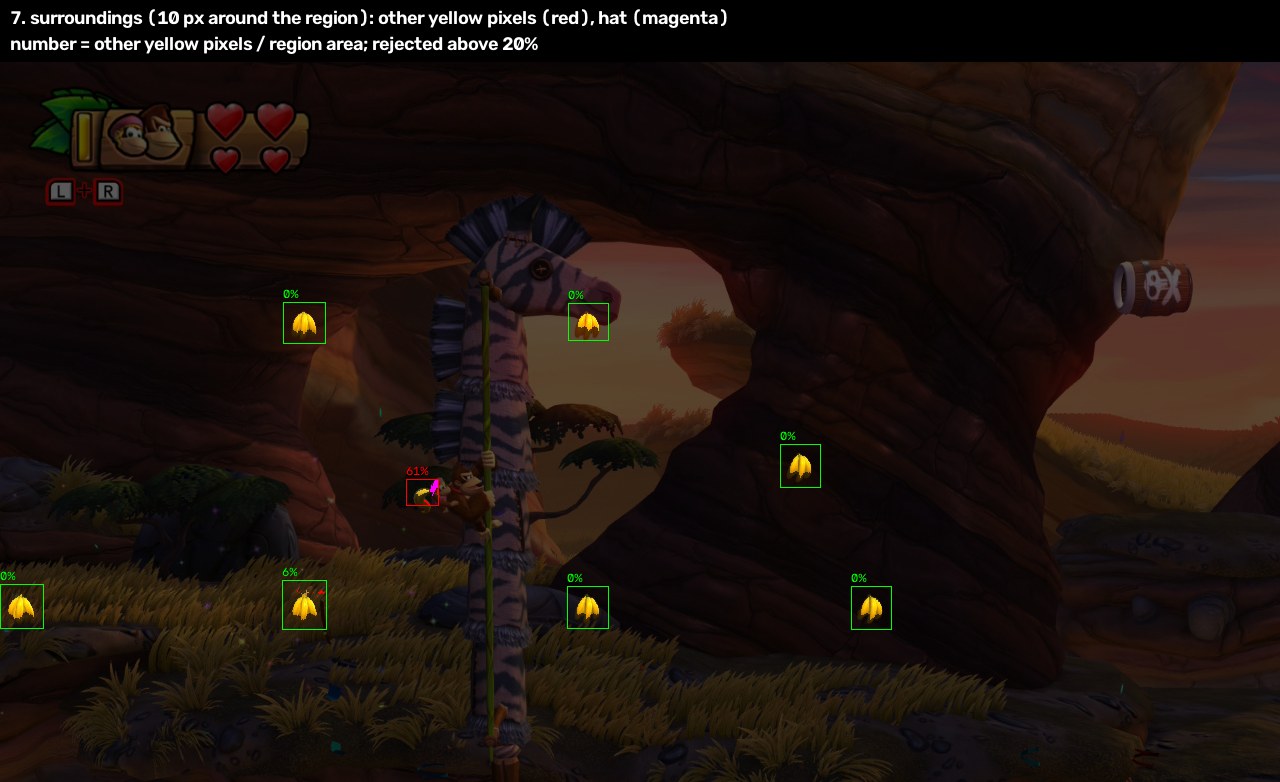 7. surroundings (10 px around the region): other yellow pixels (red), hat (magenta)
number = other yellow pixels / region area; rejected above 20%
L + R
0%
0%
0%
61%
0%
6%
0%
0%